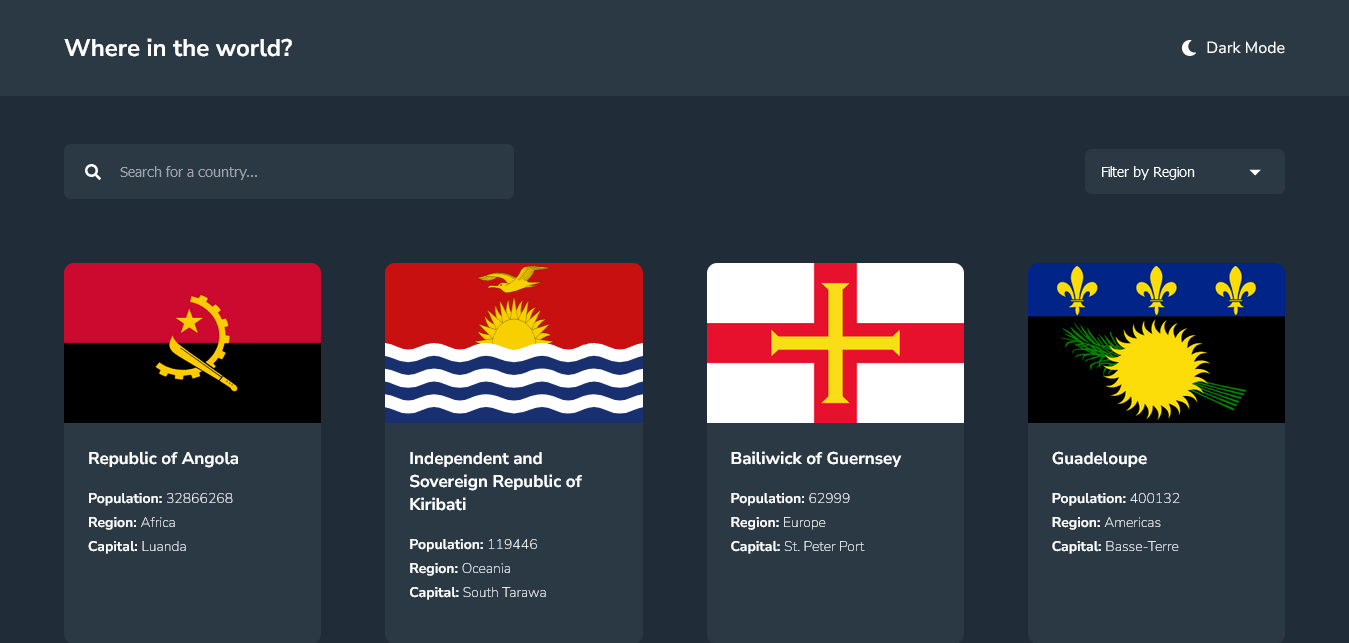 Where in the world?
Dark Mode
Search for a country...
Filter by Region
Republic of Angola
Population: 32866268
Region: Africa
Capital: Luanda
Independent and
Sovereign Republic of
Kiribati
Population: 119446
Region: Oceania
Capital: South Tarawa
Bailiwick of Guernsey
Population: 62999
Region: Europe
Capital: St. Peter Port
Guadeloupe
Population: 400132
Region: Americas
Capital: Basse-Terre